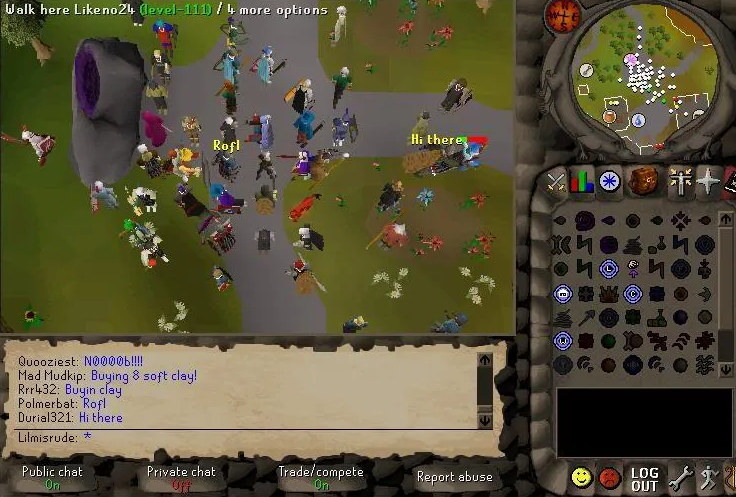 Walk here Likeno24 (level-111) / 4 more options
Rofl
Hi there
Quooziest: N0000b!!!!
Mad Mudkip: Buying 8 soft clay!
Rrr432: Buyin clay
Polmerbat: Rofl
Durial321: Hi there
Lilmisrude: *
Public chat
On
Private chat
Off
Trade/compete
On
Report abuse
LOG
OUT